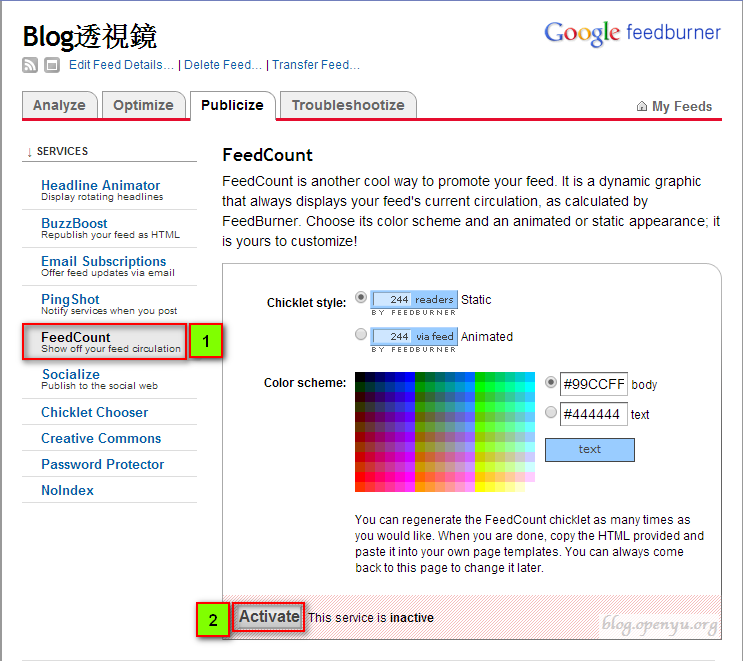 Blog透視鏡
Google feedburner
Edit Feed Details... | Delete Feed... | Transfer Feed...
Analyze Optimize Publicize Troubleshootize My Feeds
↓ SERVICES
Headline Animator
Display rotating headlines
BuzzBoost
Republish your feed as HTML
Email Subscriptions
Offer feed updates via email
PingShot
Notify services when you post
FeedCount
Show off your feed circulation
1
Socialize
Publish to the social web
Chicklet Chooser
Creative Commons
Password Protector
NoIndex
FeedCount
FeedCount is another cool way to promote your feed. It is a dynamic graphic
that always displays your feed's current circulation, as calculated by
FeedBurner. Choose its color scheme and an animated or static appearance; it
is yours to customize!
Chicklet style: 244 readers Static
BY FEEDBURNER
244 via feed Animated
BY FEEDBURNER
Color scheme: #99CCFF body
#444444 text
text
You can regenerate the FeedCount chicklet as many times as
you would like. When you are done, copy the HTML provided and
paste it into your own page templates. You can always come
back to this page to change it later.
2 Activate This service is inactive
blog.openyu.org